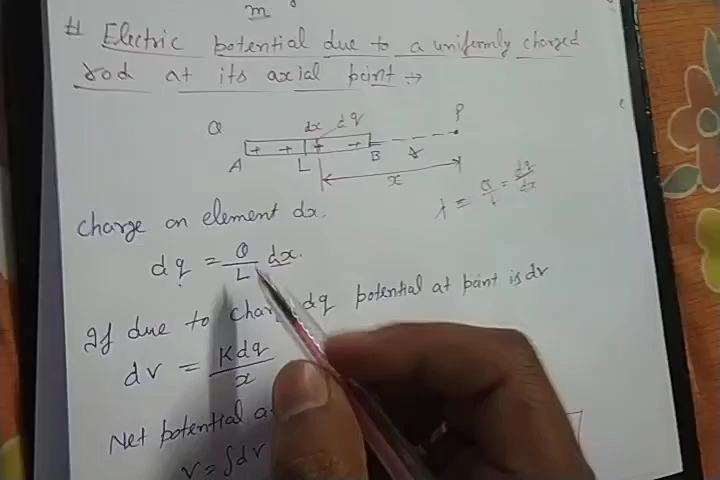 m
# Electric potential due to a uniformly charged
rod at its axial point →
Q dx dq P
+ + + +
A L B r
x
λ = Q/L = dq/dx
Charge on element dx.
dq = Q/L dx.
If due to charge dq potential at point is dv
dv = Kdq/x
Net potential a
v = ∫dv